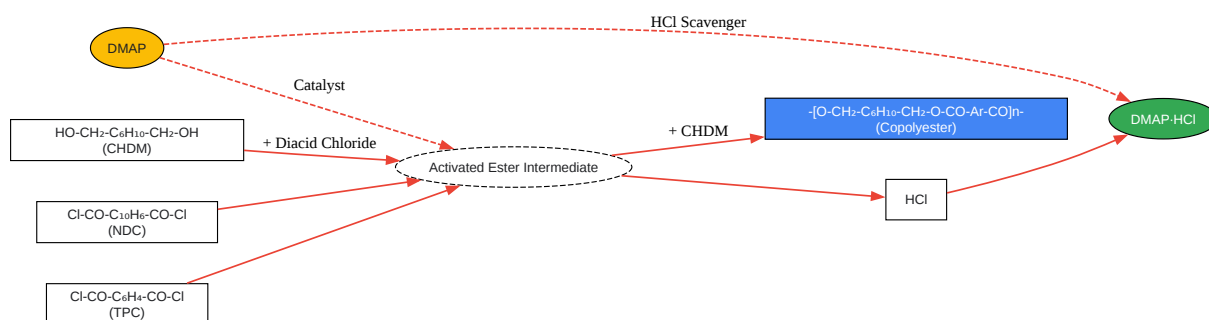 HCl Scavenger
DMAP
Catalyst
-[O-CH₂-C₆H₁₀-CH₂-O-CO-Ar-CO]n-
(Copolyester)
DMAP·HCl
HO-CH₂-C₆H₁₀-CH₂-OH
(CHDM)
+ Diacid Chloride
+ CHDM
Activated Ester Intermediate
HCl
Cl-CO-C₁₀H₆-CO-Cl
(NDC)
Cl-CO-C₆H₄-CO-Cl
(TPC)